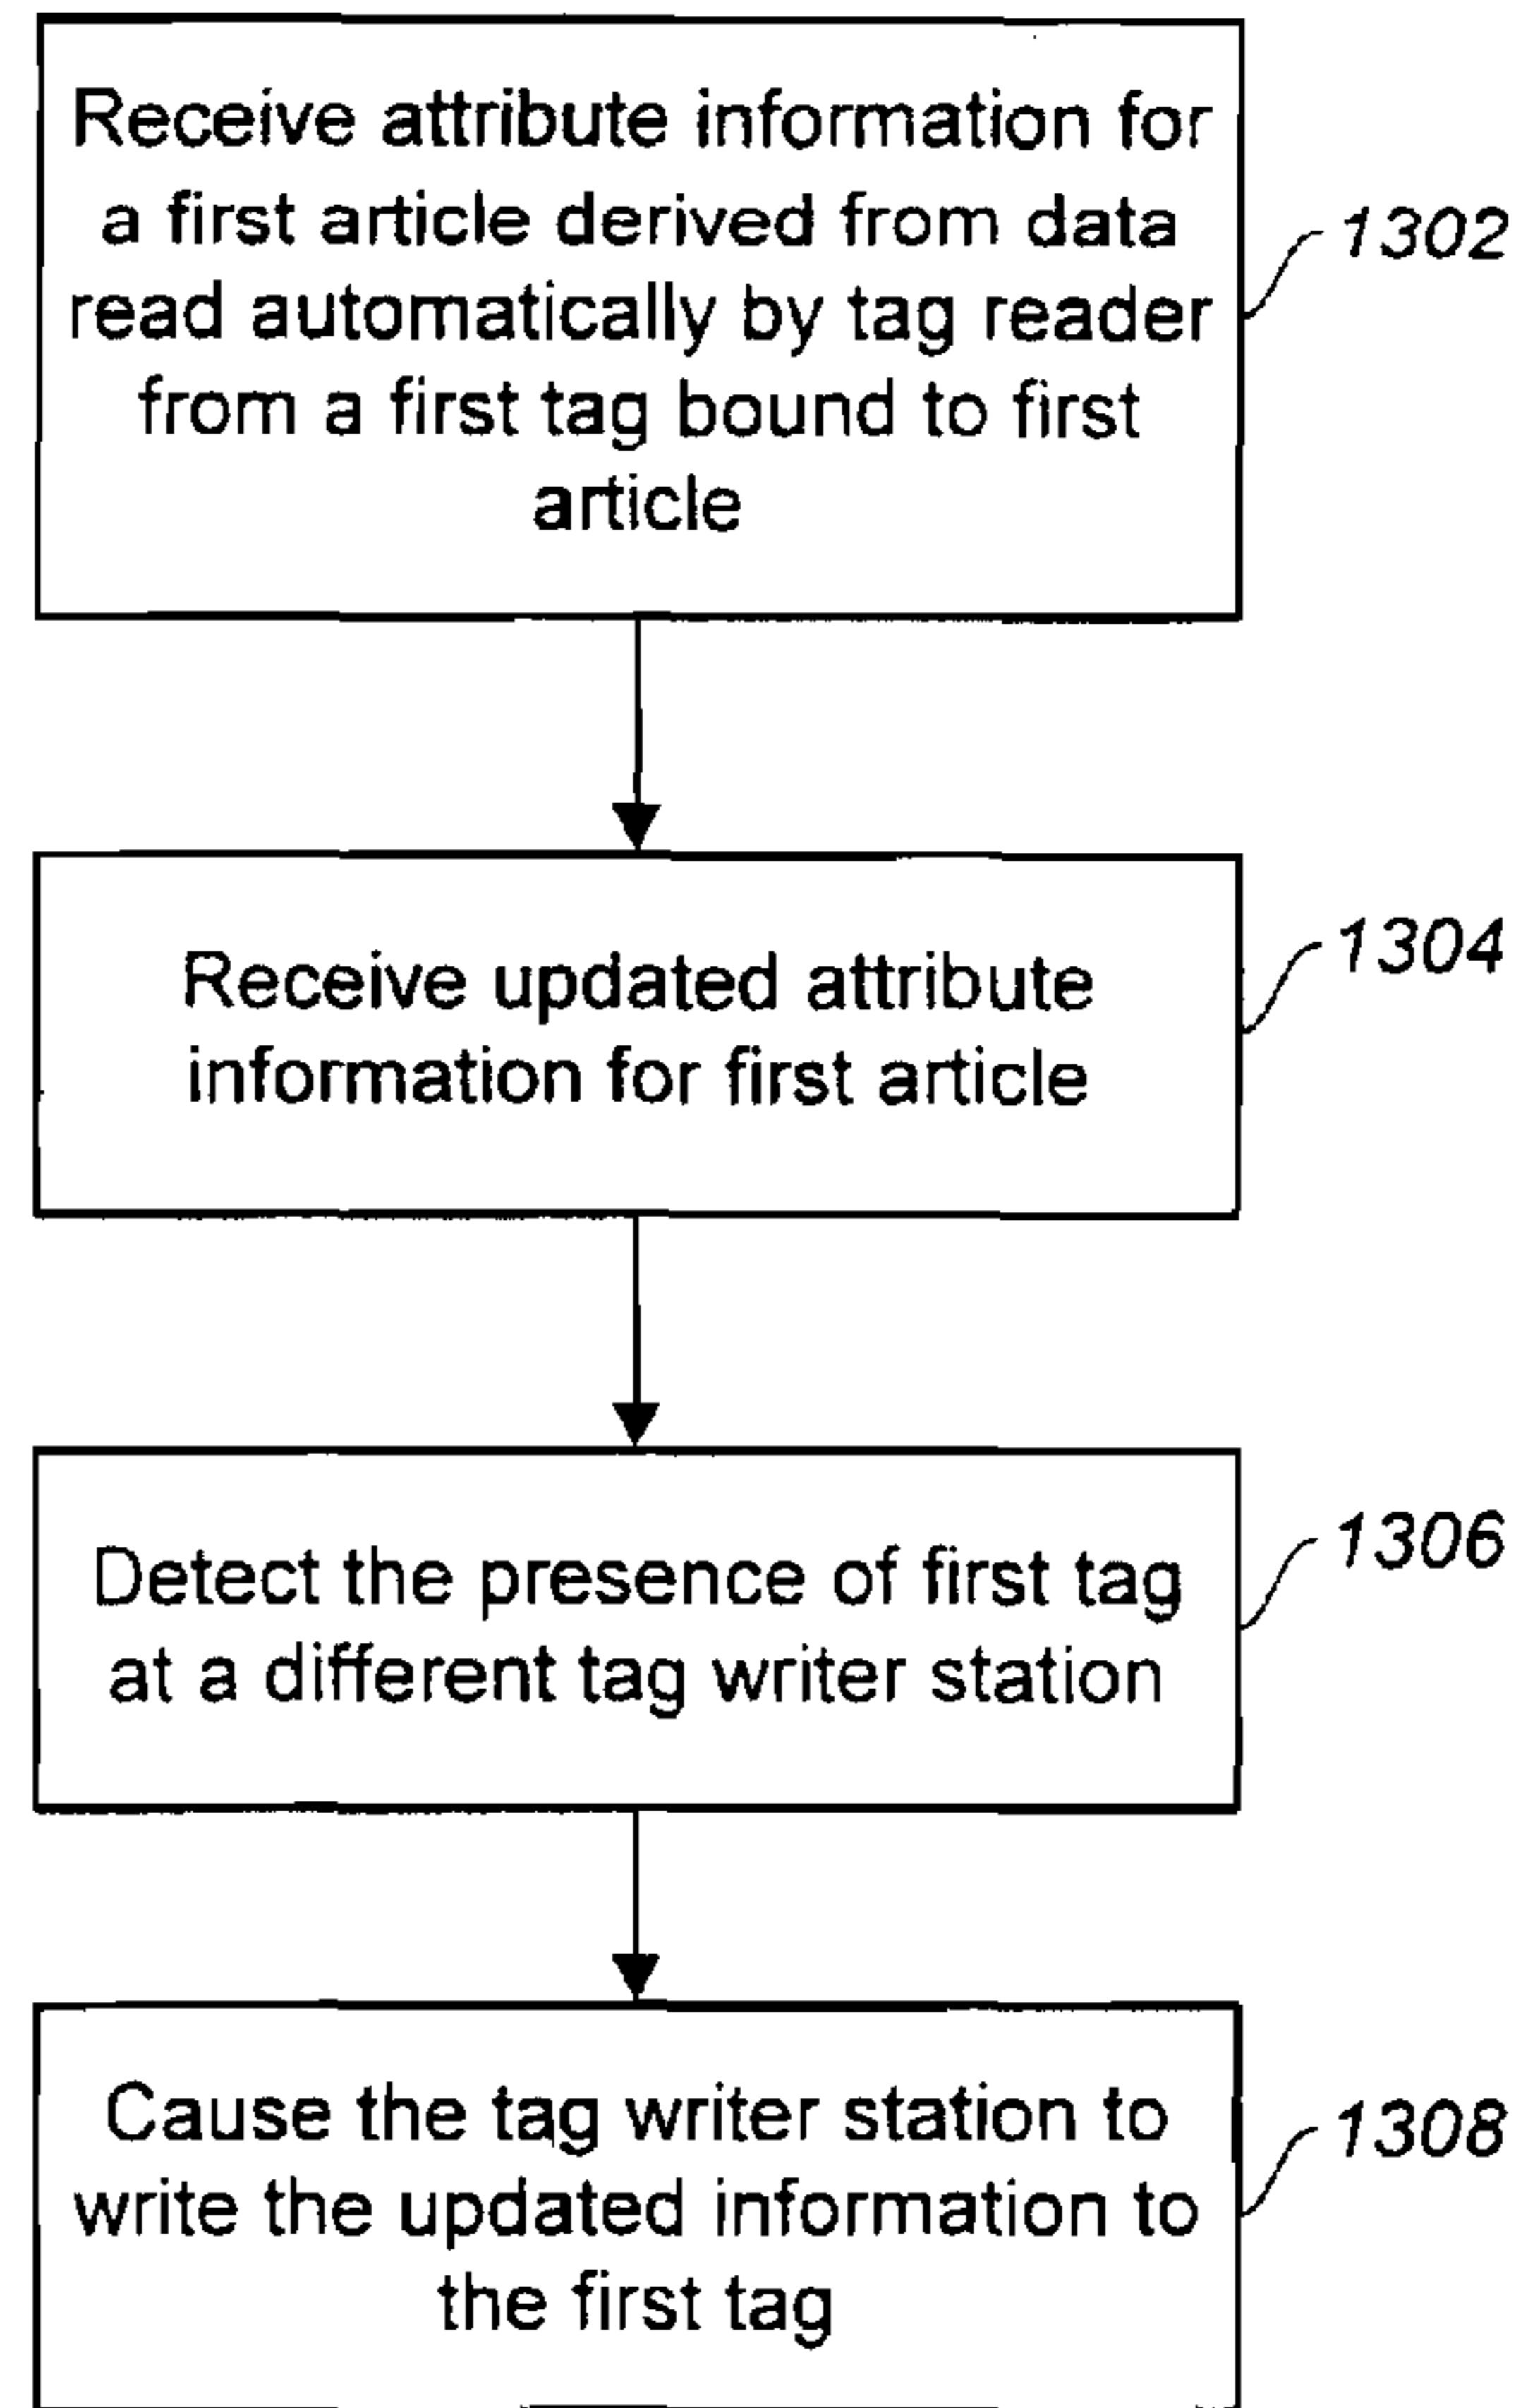 Receive attribute information for
a first article derived from data
read automatically by tag reader
from a first tag bound to first
article
1302
Receive updated attribute
information for first article
1304
Detect the presence of first tag
at a different tag writer station
1306
Cause the tag writer station to
write the updated information to
the first tag
1308